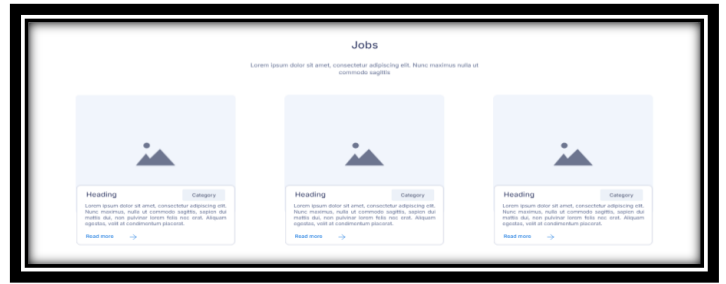 Jobs
Lorem ipsum dolor sit amet, consectetur adipiscing elit. Nunc maximus nulla ut
commodo sagittis
Heading
Category
Lorem ipsum dolor sit amet, consectetur adipiscing elit.
Nunc maximus, nulla ut commodo sagittis, sapien dui
mattis dui, non pulvinar lorem felis nec erat. Aliquam
egestas, velit at condimentum placerat.
Read more
Heading
Category
Lorem ipsum dolor sit amet, consectetur adipiscing elit.
Nunc maximus, nulla ut commodo sagittis, sapien dui
mattis dui, non pulvinar lorem felis nec erat. Aliquam
egestas, velit at condimentum placerat.
Read more
Heading
Category
Lorem ipsum dolor sit amet, consectetur adipiscing elit.
Nunc maximus, nulla ut commodo sagittis, sapien dui
mattis dui, non pulvinar lorem felis nec erat. Aliquam
egestas, velit at condimentum placerat.
Read more